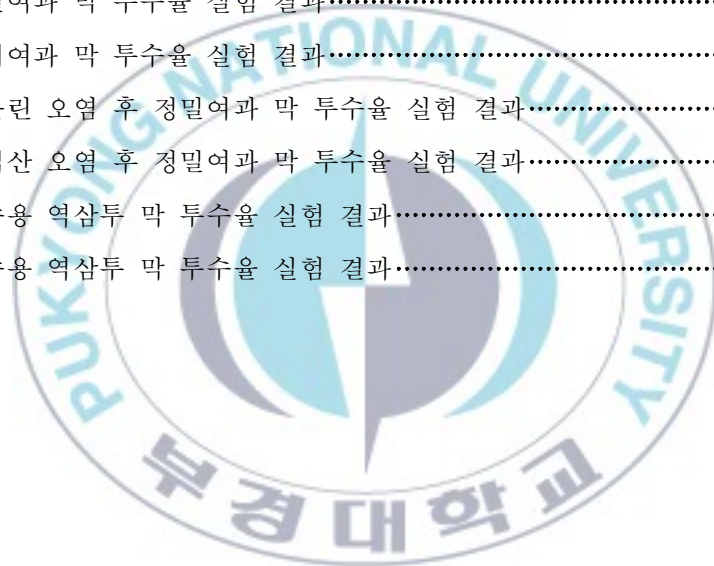 여과 막 투수율 실험 결과
여과 막 투수율 실험 결과
린 오염 후 정밀여과 막 투수율 실험 결과
산 오염 후 정밀여과 막 투수율 실험 결과
용 역삼투 막 투수율 실험 결과
용 역삼투 막 투수율 실험 결과
PUKYONG NATIONAL UNIVERSITY
부경대학교